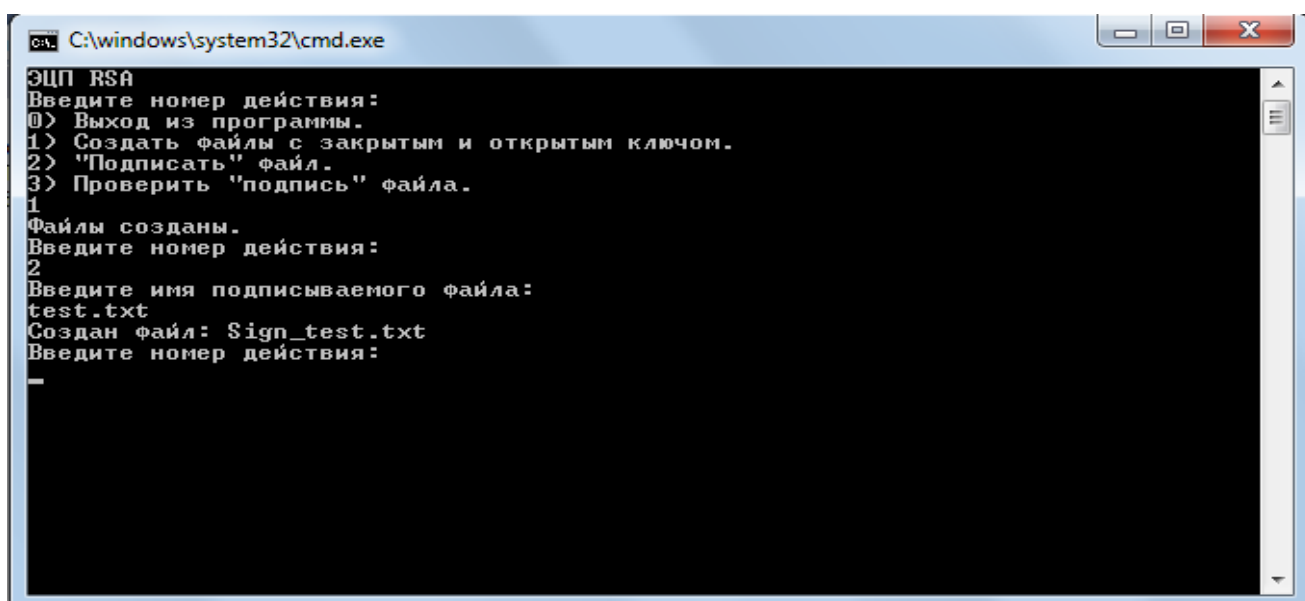 C:\windows\system32\cmd.exe
ЭЦП RSA
Введите номер действия:
0> Выход из программы.
1> Создать файлы с закрытым и открытым ключом.
2> "Подписать" файл.
3> Проверить "подпись" файла.
1
Файлы созданы.
Введите номер действия:
2
Введите имя подписываемого файла:
test.txt
Создан файл: Sign_test.txt
Введите номер действия: